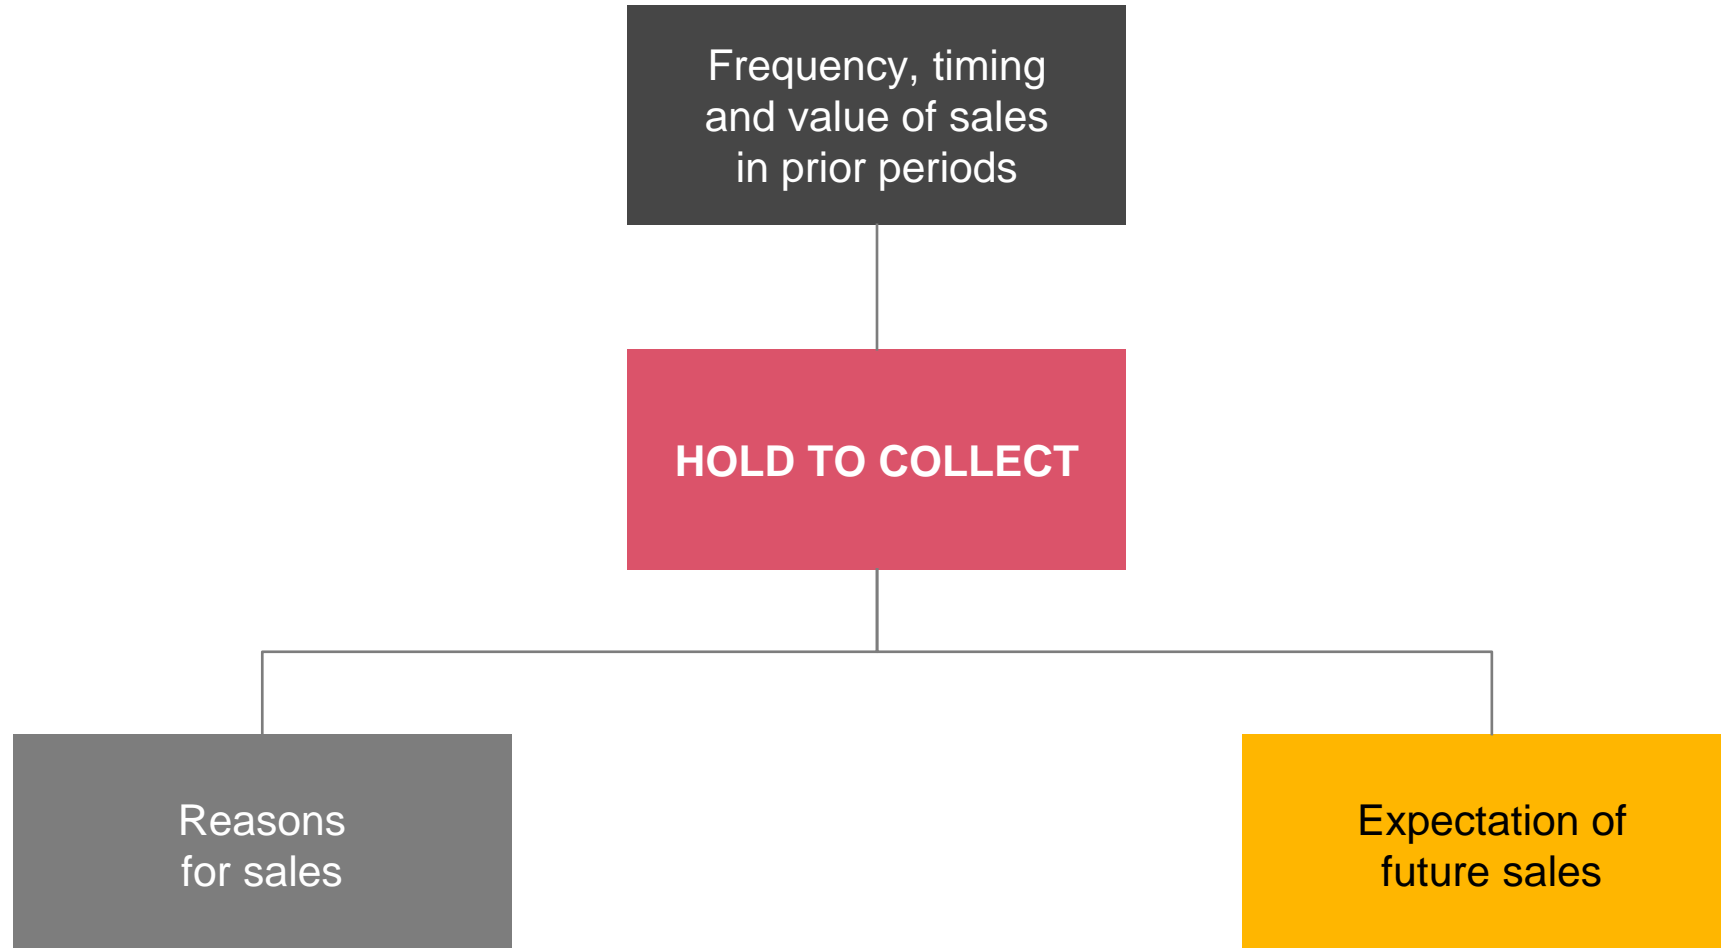 Frequency, timing
and value of sales
in prior periods
HOLD TO COLLECT
Reasons
for sales
Expectation of
future sales